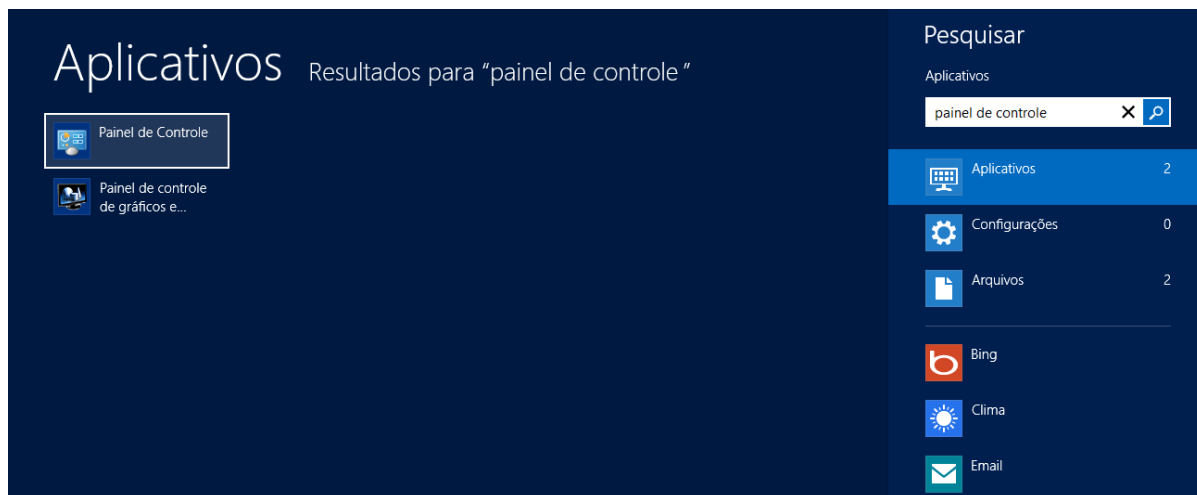 Aplicativos Resultados para “painel de controle ”
Painel de Controle
Painel de controle
de gráficos e...
Pesquisar
Aplicativos
painel de controle
Aplicativos 2
Configurações 0
Arquivos 2
Bing
Clima
Email